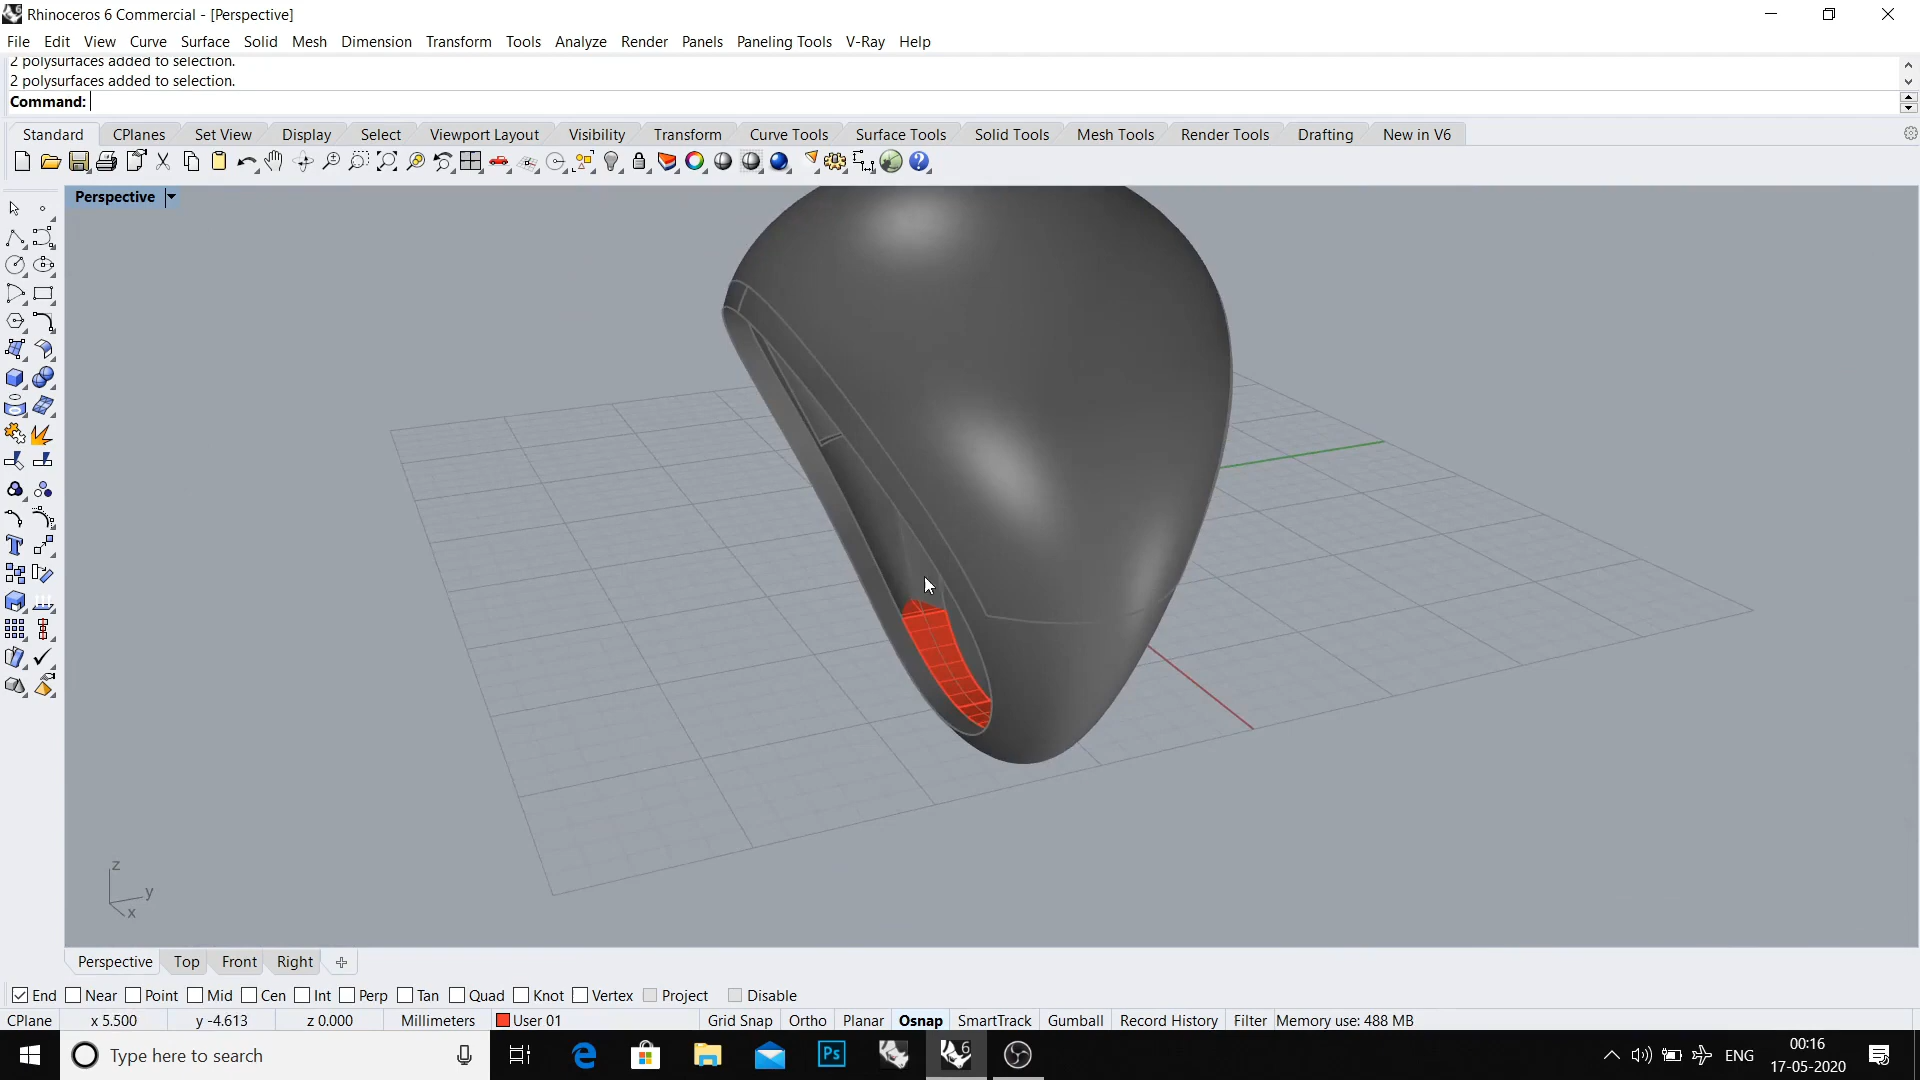 Rhinoceros 6 Commercial - [Perspective]
File Edit View Curve Surface Solid Mesh Dimension Transform Tools Analyze Render Panels Paneling Tools V-Ray Help
2 polysurfaces added to selection.
2 polysurfaces added to selection.
Command:
Standard CPlanes Set View Display Select Viewport Layout Visibility Transform Curve Tools Surface Tools Solid Tools Mesh Tools Render Tools Drafting New in V6
Perspective
z
y
x
Perspective Top Front Right
End Near Point Mid Cen Int Perp Tan Quad Knot Vertex Project Disable
CPlane x 5.500 y -4.613 z 0.000 Millimeters User 01 Grid Snap Ortho Planar Osnap SmartTrack Gumball Record History Filter Memory use: 488 MB
Type here to search Ps 6 ENG 00:16
17-05-2020